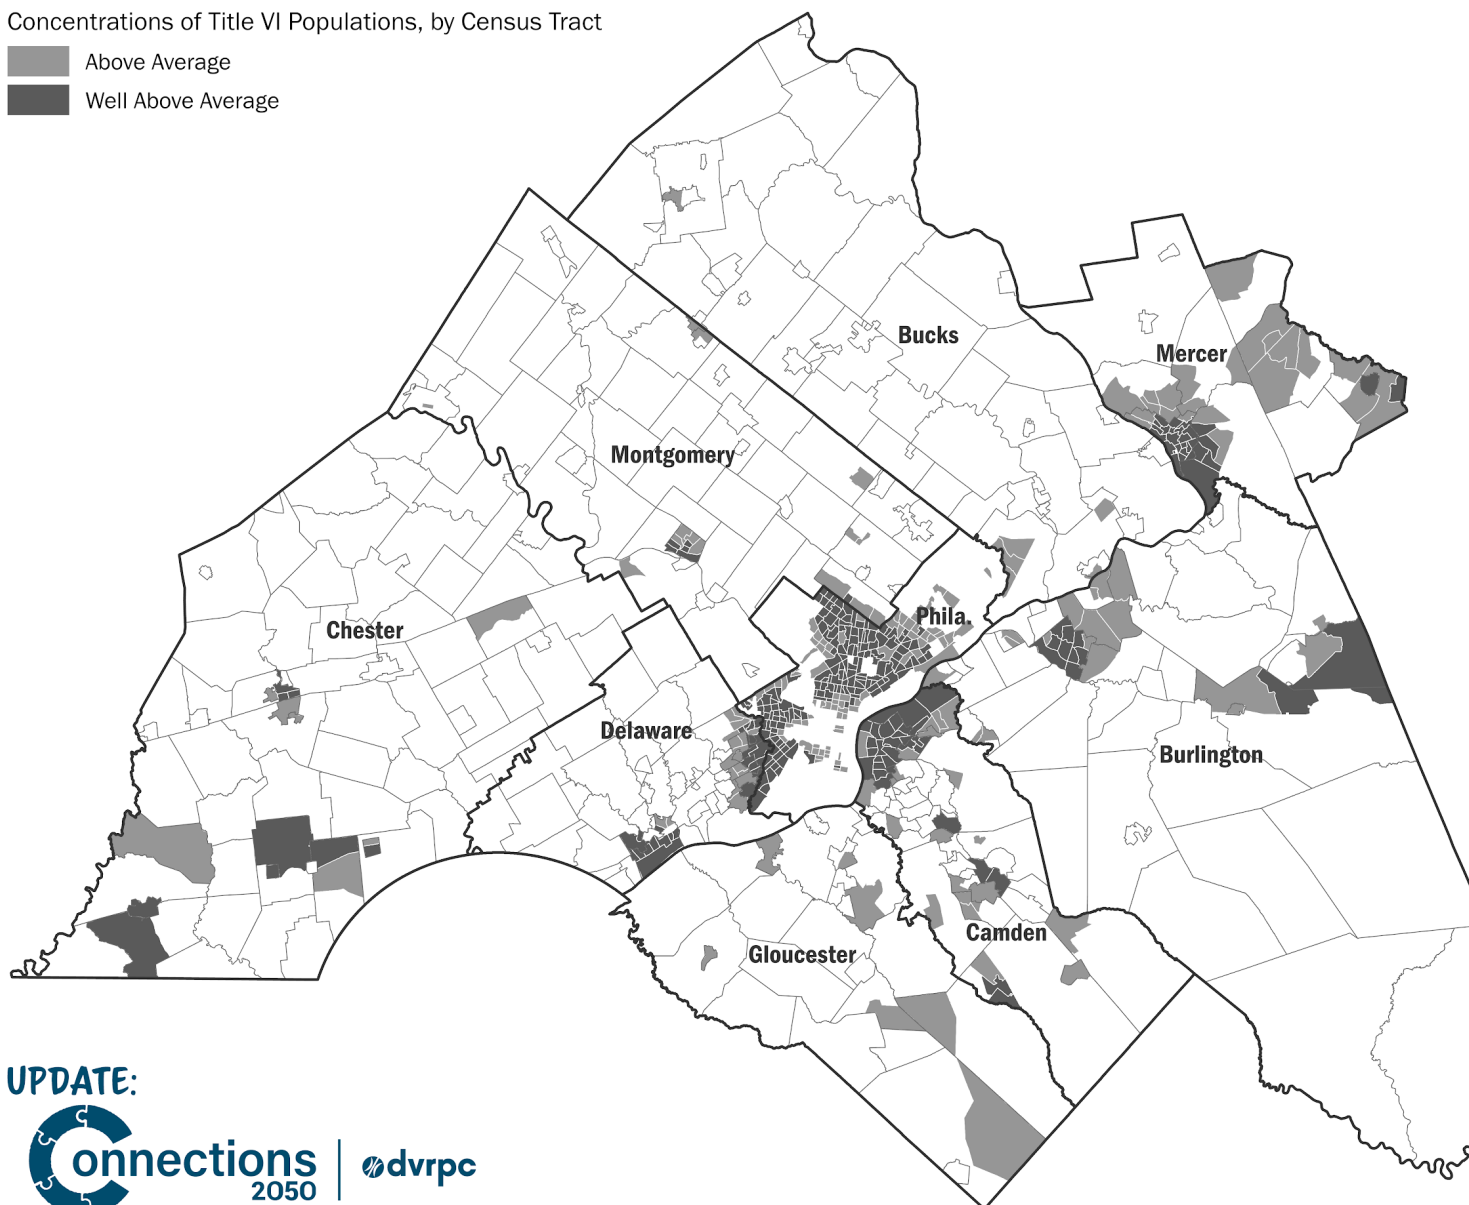 Concentrations of Title VI Populations, by Census Tract
Above Average
Well Above Average
Bucks
Mercer
Montgomery
Phila.
Chester
Delaware
Burlington
Camden
Gloucester
UPDATE:
Connections
2050
dvrpc